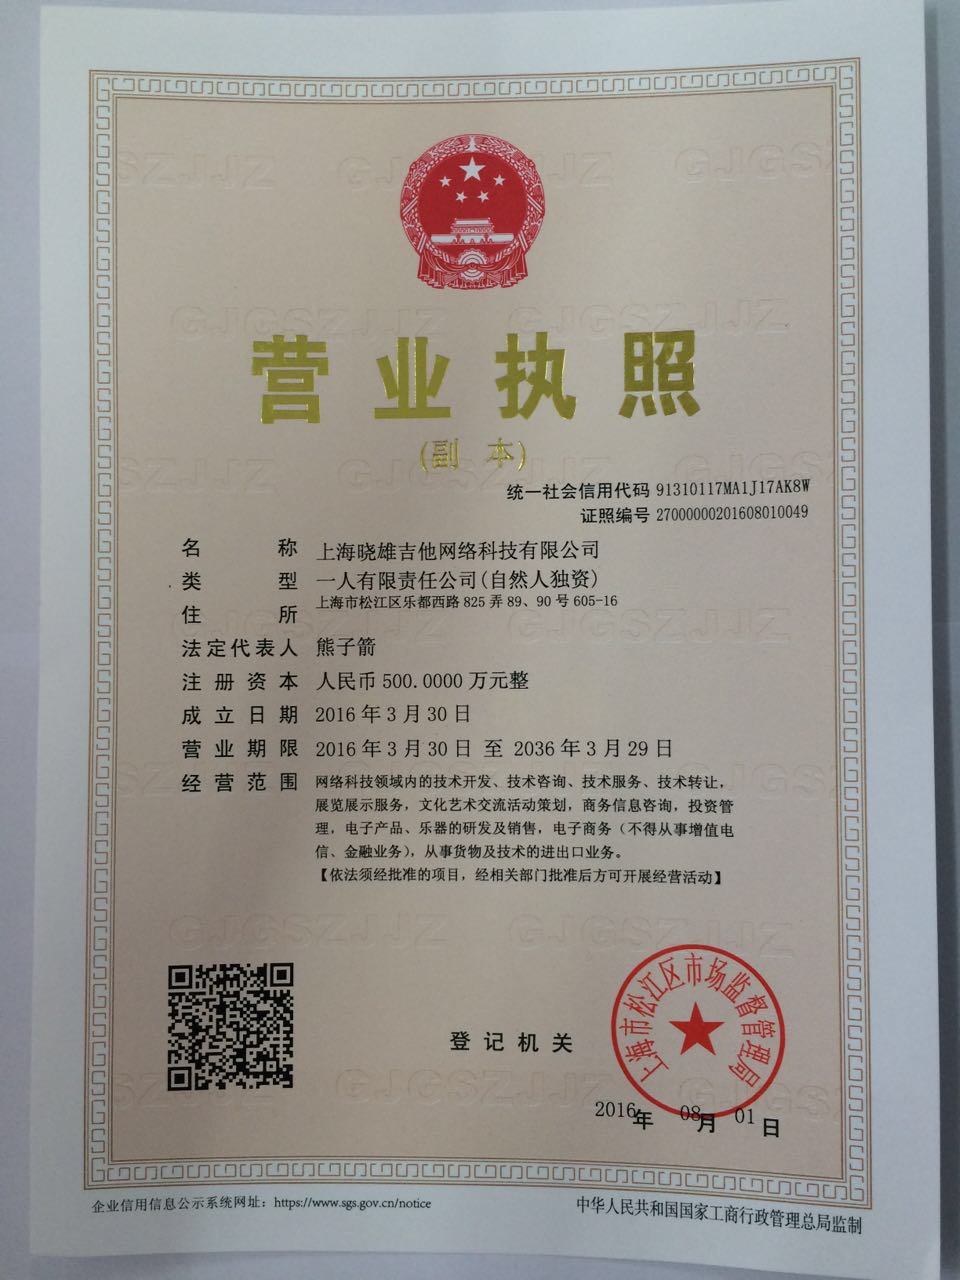 营业执照
(副 本)
统一社会信用代码 91310117MA1J17AK8W
证照编号 27000000201608010049
名 称 上海晓雄吉他网络科技有限公司
类 型 一人有限责任公司(自然人独资)
住 所 上海市松江区乐都西路825弄89、90号605-16
法定代表人 熊子箭
注册资本 人民币500.0000万元整
成立日期 2016年3月30日
营业期限 2016年3月30日 至 2036年3月29日
经营范围 网络科技领域内的技术开发、技术咨询、技术服务、技术转让，
展览展示服务，文化艺术交流活动策划，商务信息咨询，投资管
理，电子产品、乐器的研发及销售，电子商务（不得从事增值电
信、金融业务），从事货物及技术的进出口业务。
【依法须经批准的项目，经相关部门批准后方可开展经营活动】
登记机关
上海市松江区市场监督管理局
2016年 08月 01日
企业信用信息公示系统网址：https://www.sgs.gov.cn/notice
中华人民共和国国家工商行政管理总局监制